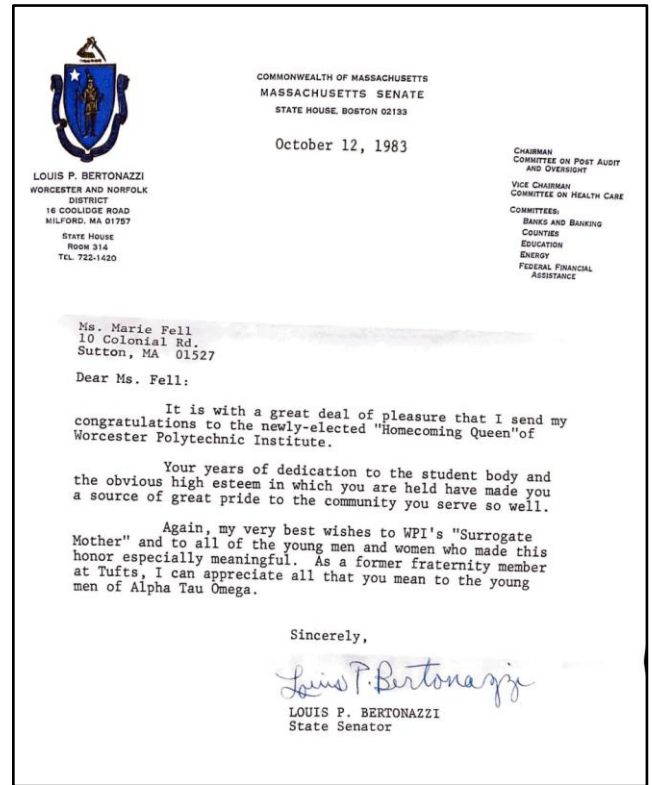 COMMONWEALTH OF MASSACHUSETTS
MASSACHUSETTS SENATE
STATE HOUSE, BOSTON 02133
October 12, 1983
LOUIS P. BERTONAZZI
WORCESTER AND NORFOLK
DISTRICT
16 COOLIDGE ROAD
MILFORD, MA 01757
STATE HOUSE
ROOM 314
TEL. 722-1420
CHAIRMAN
COMMITTEE ON POST AUDIT
AND OVERSIGHT
VICE CHAIRMAN
COMMITTEE ON HEALTH CARE
COMMITTEES:
BANKS AND BANKING
COUNTIES
EDUCATION
ENERGY
FEDERAL FINANCIAL
ASSISTANCE
Ms. Marie Fell
10 Colonial Rd.
Sutton, MA 01527
Dear Ms. Fell:
It is with a great deal of pleasure that I send my
congratulations to the newly-elected "Homecoming Queen"of
Worcester Polytechnic Institute.
Your years of dedication to the student body and
the obvious high esteem in which you are held have made you
a source of great pride to the community you serve so well.
Again, my very best wishes to WPI's "Surrogate
Mother" and to all of the young men and women who made this
honor especially meaningful. As a former fraternity member
at Tufts, I can appreciate all that you mean to the young
men of Alpha Tau Omega.
Sincerely,
Louis P. Bertonazzi
LOUIS P. BERTONAZZI
State Senator